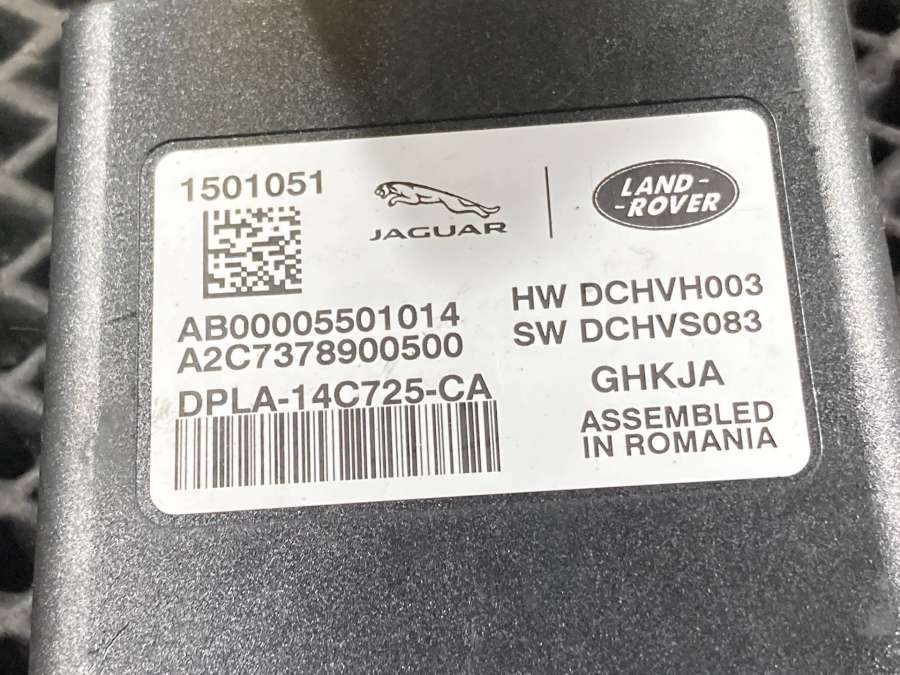 1501051
JAGUAR
LAND-
-ROVER
AB00005501014
A2C7378900500
DPLA-14C725-CA
HW DCHVH003
SW DCHVS083
GHKJA
ASSEMBLED
IN ROMANIA